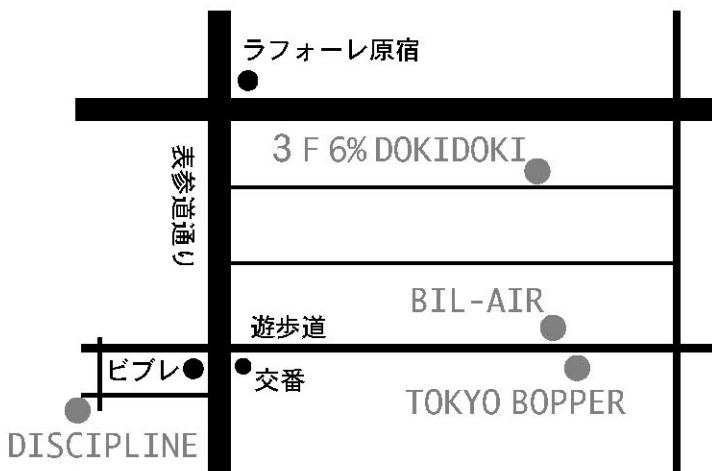 ラフォーレ原宿
3 F 6% DOKIDOKI
表参道通り
BIL-AIR
遊歩道
ビブレ
交番
TOKYO BOPPER
DISCIPLINE